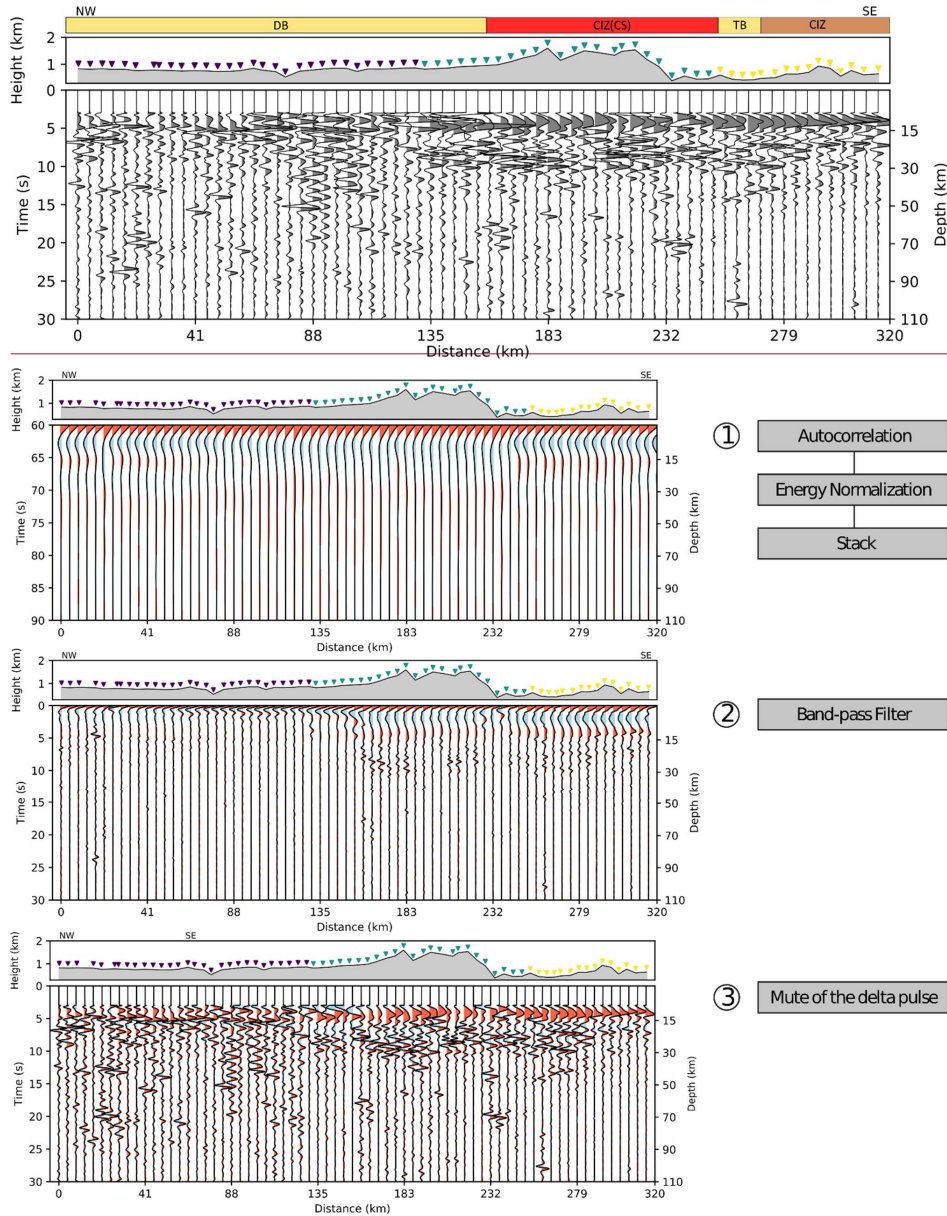 NW SE
DB CIZ(CS) TB CIZ
Height (km)
2
1
0
Time (s)
5
10
15
20
25
30
Depth (km)
15
30
50
70
90
110
0 41 88 135 183 232 279 320
Distance (km)
NW SE
Height (km)
2
1
60
Time (s)
65
70
75
80
85
90
Depth (km)
15
30
50
70
90
110
0 41 88 135 183 232 279 320
Distance (km)
1
Autocorrelation
Energy Normalization
Stack
NW SE
Height (km)
2
1
0
Time (s)
5
10
15
20
25
30
Depth (km)
15
30
50
70
90
110
0 41 88 135 183 232 279 320
Distance (km)
2
Band-pass Filter
NW SE
Height (km)
2
1
0
Time (s)
5
10
15
20
25
30
Depth (km)
15
30
50
70
90
110
0 41 88 135 183 232 279 320
Distance (km)
3
Mute of the delta pulse